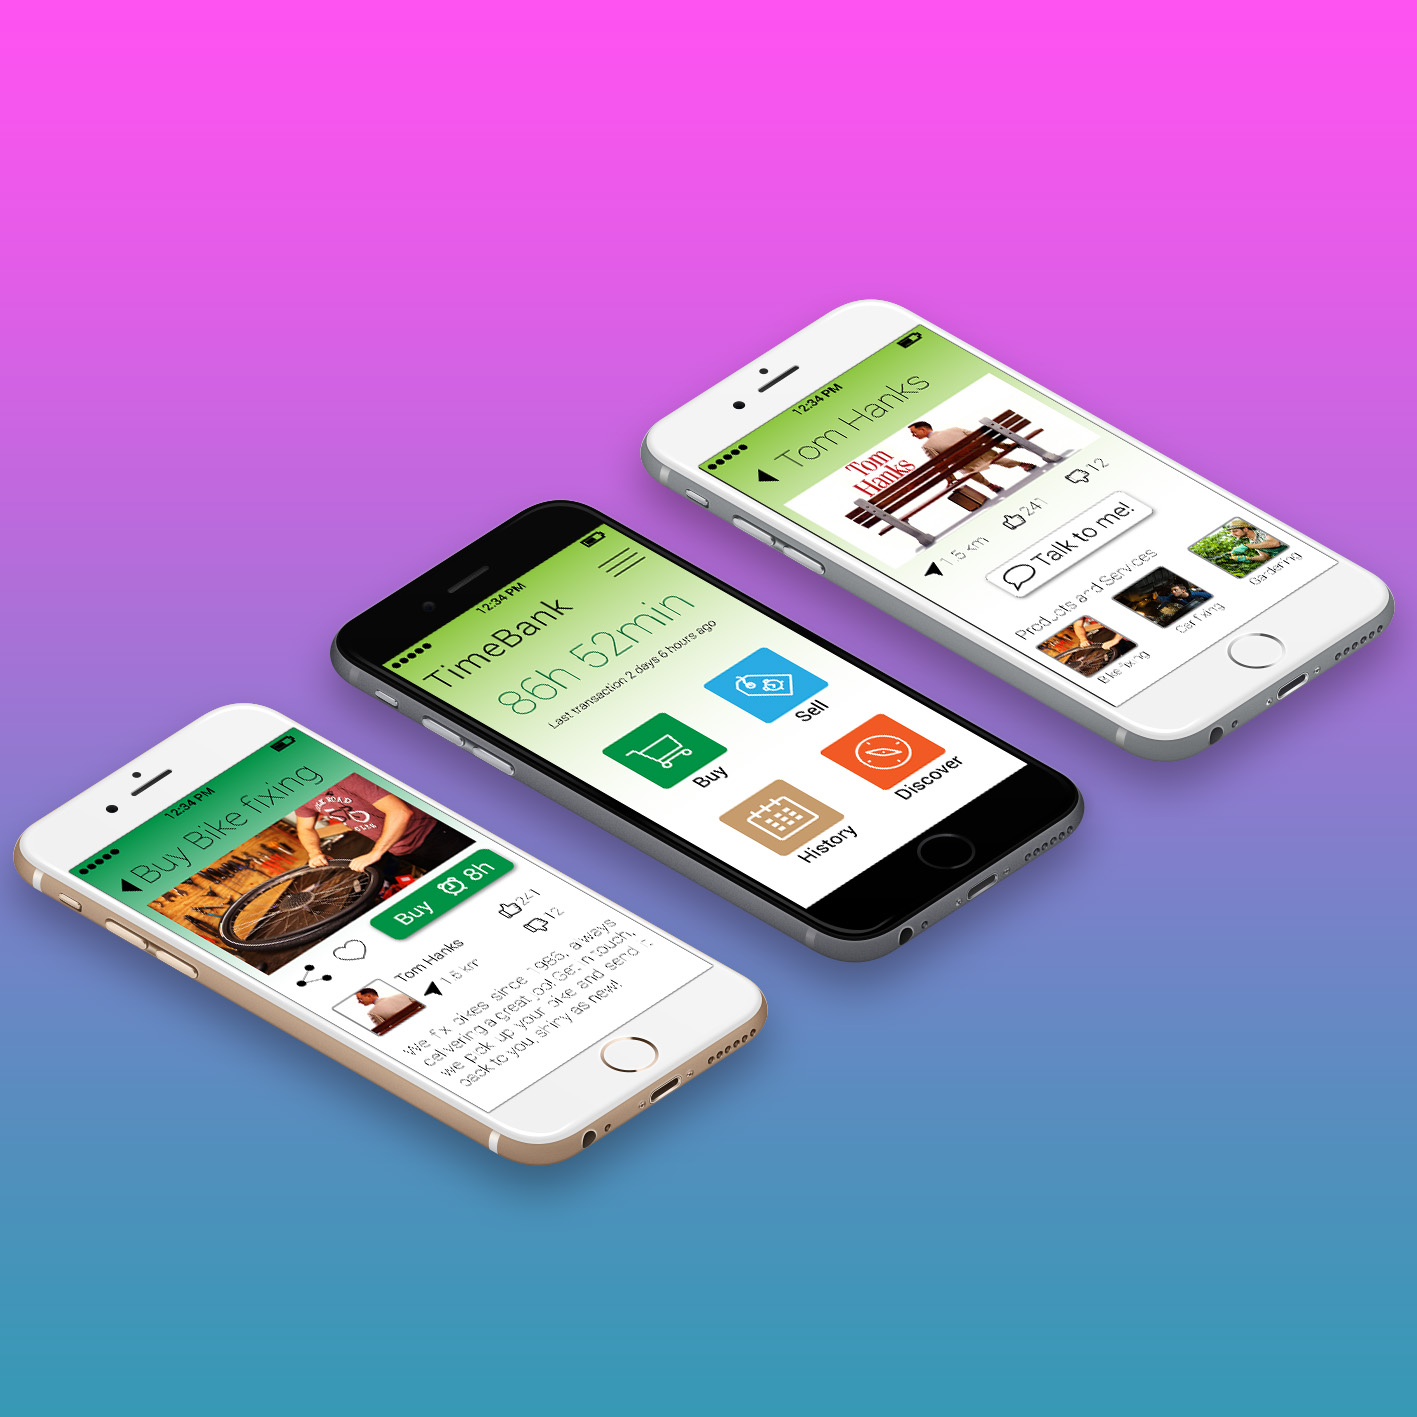 12:34 PM
Buy Bike fixing
ROAD
Buy 8h
241
12
Tom Hanks
1.5 km
We fix bikes since 1985, always
delivering a great job! Get in touch,
we pick up your bike and send it
back to you, shiny as new!
12:34 PM
TimeBank
86h 52min
Last transaction 2 days 6 hours ago
Buy
Sell
History
Discover
12:34 PM
Tom Hanks
Tom
Hanks
1.5 km
241
12
Talk to me!
Products and Services
Bike fixing
Car fixing
Gardering